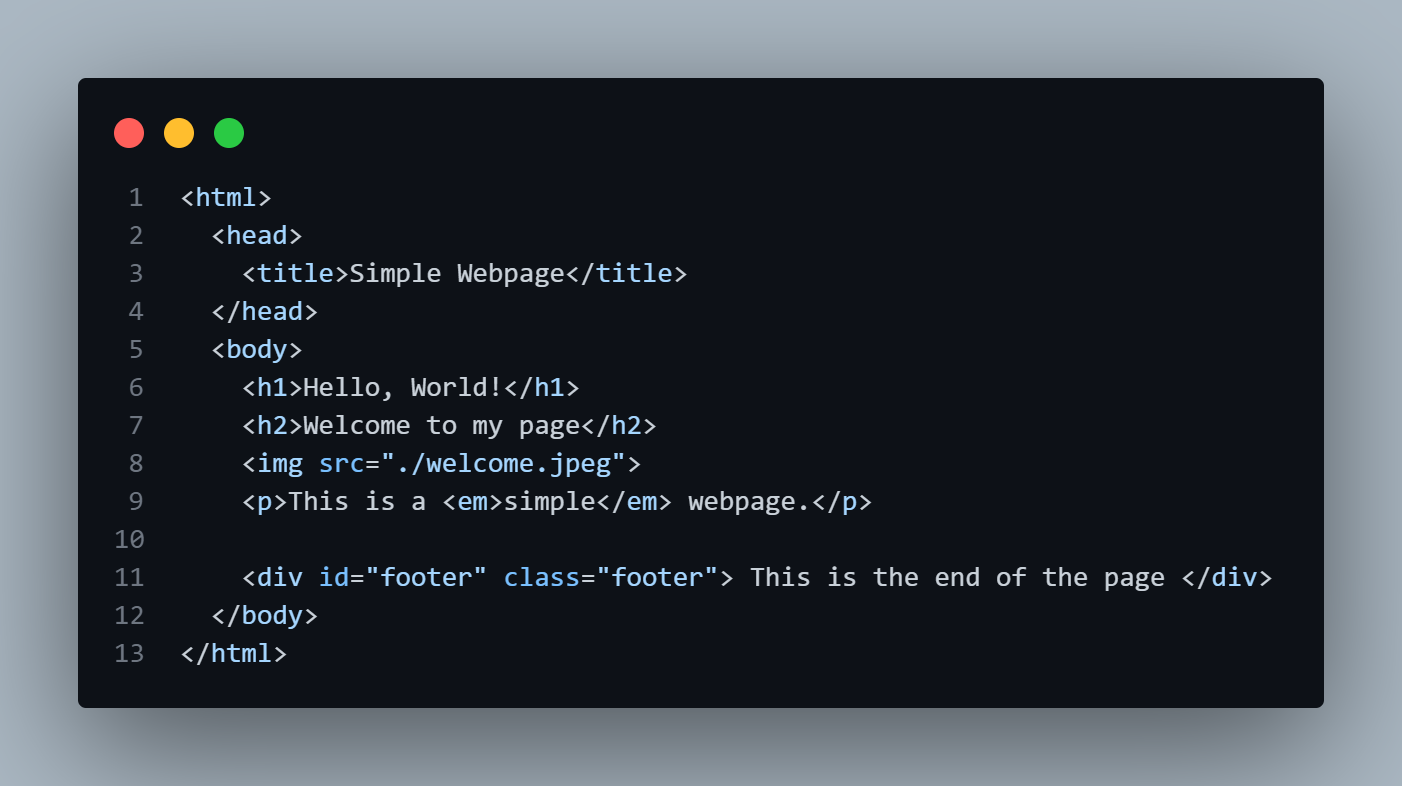 1 <html>
2   <head>
3     <title>Simple Webpage</title>
4   </head>
5   <body>
6     <h1>Hello, World!</h1>
7     <h2>Welcome to my page</h2>
8     <img src="./welcome.jpeg">
9     <p>This is a <em>simple</em> webpage.</p>
10
11     <div id="footer" class="footer"> This is the end of the page </div>
12   </body>
13 </html>